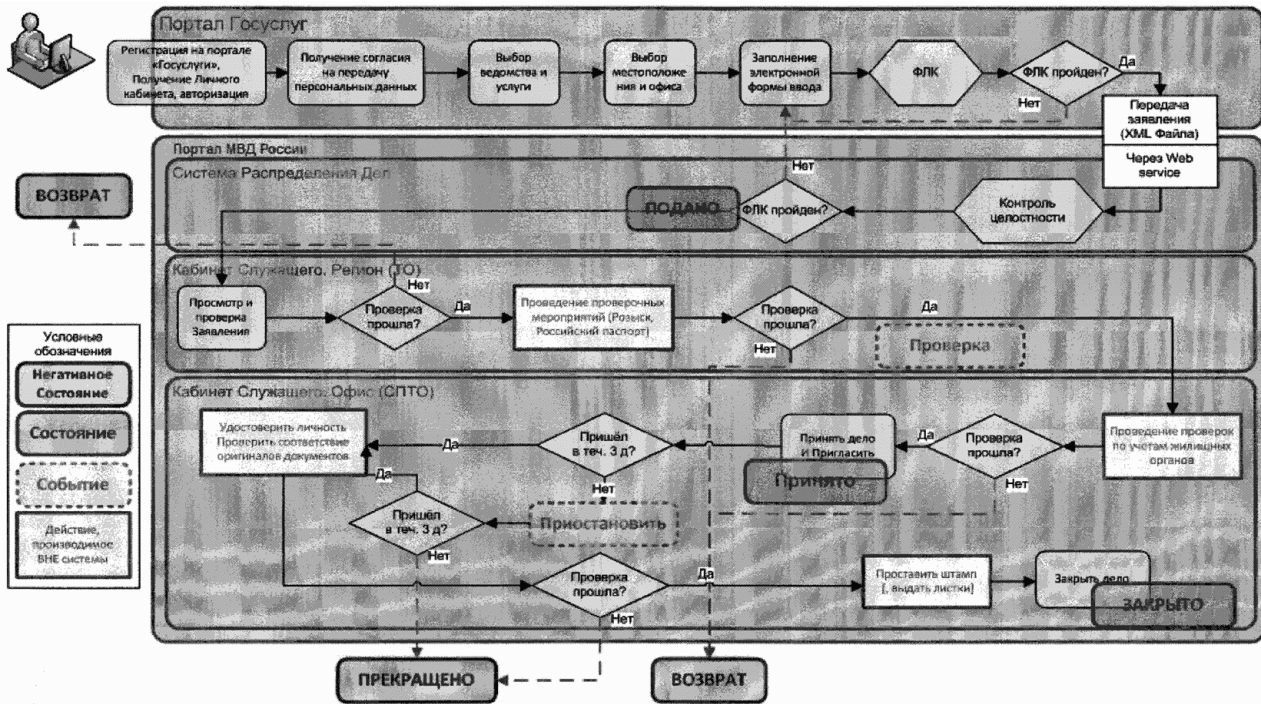 Портал Госуслуг
Регистрация на портале
«Госуслуги»,
Получение Личного
кабинета, авторизация
Получение согласия
на передачу
персональных данных
Выбор
ведомства и
услуги
Выбор
местоположе
ния и офиса
Заполнение
электронной
формы ввода
ФЛК
ФЛК пройден?
Да
Нет
Передача
заявления
(XML Файла)
Через Web
service
Портал МВД России
Система Распределения Дел
ВОЗВРАТ
ПОДАНО
Нет
ФЛК пройден?
Контроль
целостности
Кабинет Служащего. Регион (ТО)
Просмотр и
проверка
Заявления
Нет
Проверка
прошла?
Да
Проведение проверочных
мероприятий (Розыск,
Российский паспорт)
Проверка
прошла?
Нет
Да
Проверка
Условные
обозначения
Негативное
Состояние
Состояние
Событие
Действие,
производимое
ВНЕ системы
Кабинет Служащего. Офис (СПТО)
Удостоверить личность
Проверить соответствие
оригиналов документов
Да
Да
Пришёл
в теч. 3 д?
Нет
Принять дело
И Пригласить
Принято
Да
Проверка
прошла?
Нет
Проведение проверок
по учетам жилищных
органов
Пришёл
в теч. 3 д?
Нет
Приостановить
Проверка
прошла?
Да
Нет
Проставить штамп
[, выдать листки]
Закрыть дело
ЗАКРЫТО
ПРЕКРАЩЕНО
ВОЗВРАТ